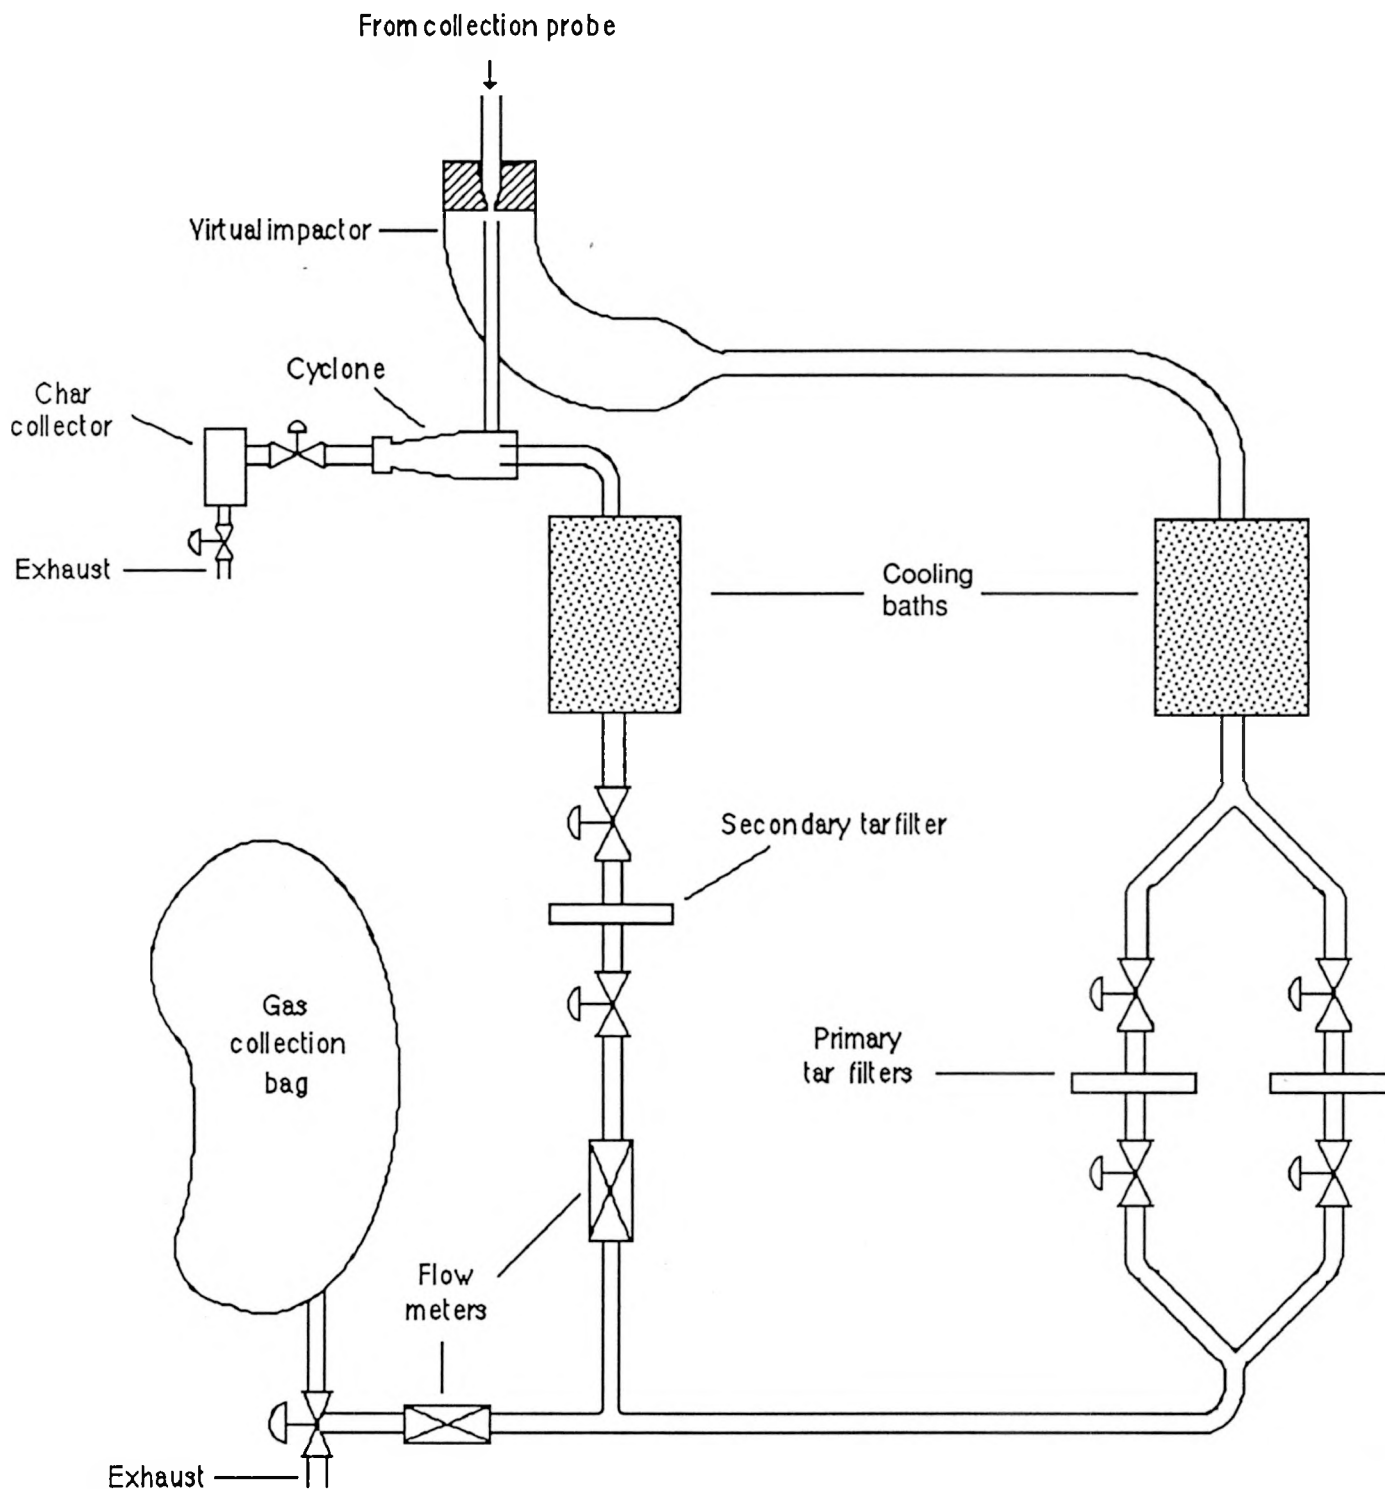 From collection probe
Virtual impactor
Cyclone
Char
collector
Exhaust
Cooling
baths
Secondary tar filter
Gas
collection
bag
Primary
tar filters
Flow
meters
Exhaust